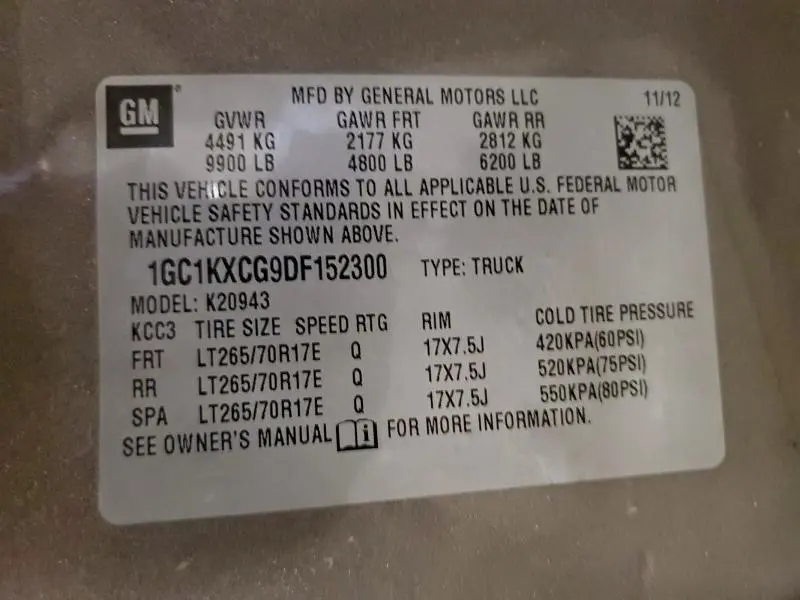 GM
MFD BY GENERAL MOTORS LLC 11/12
GVWR GAWR FRT GAWR RR
4491 KG 2177 KG 2812 KG
9900 LB 4800 LB 6200 LB
THIS VEHICLE CONFORMS TO ALL APPLICABLE U.S. FEDERAL MOTOR
VEHICLE SAFETY STANDARDS IN EFFECT ON THE DATE OF
MANUFACTURE SHOWN ABOVE.
1GC1KXCG9DF152300 TYPE: TRUCK
MODEL: K20943
KCC3 TIRE SIZE SPEED RTG RIM COLD TIRE PRESSURE
FRT LT265/70R17E Q 17X7.5J 420KPA(60PSI)
RR LT265/70R17E Q 17X7.5J 520KPA(75PSI)
SPA LT265/70R17E Q 17X7.5J 550KPA(80PSI)
SEE OWNER'S MANUAL i FOR MORE INFORMATION.